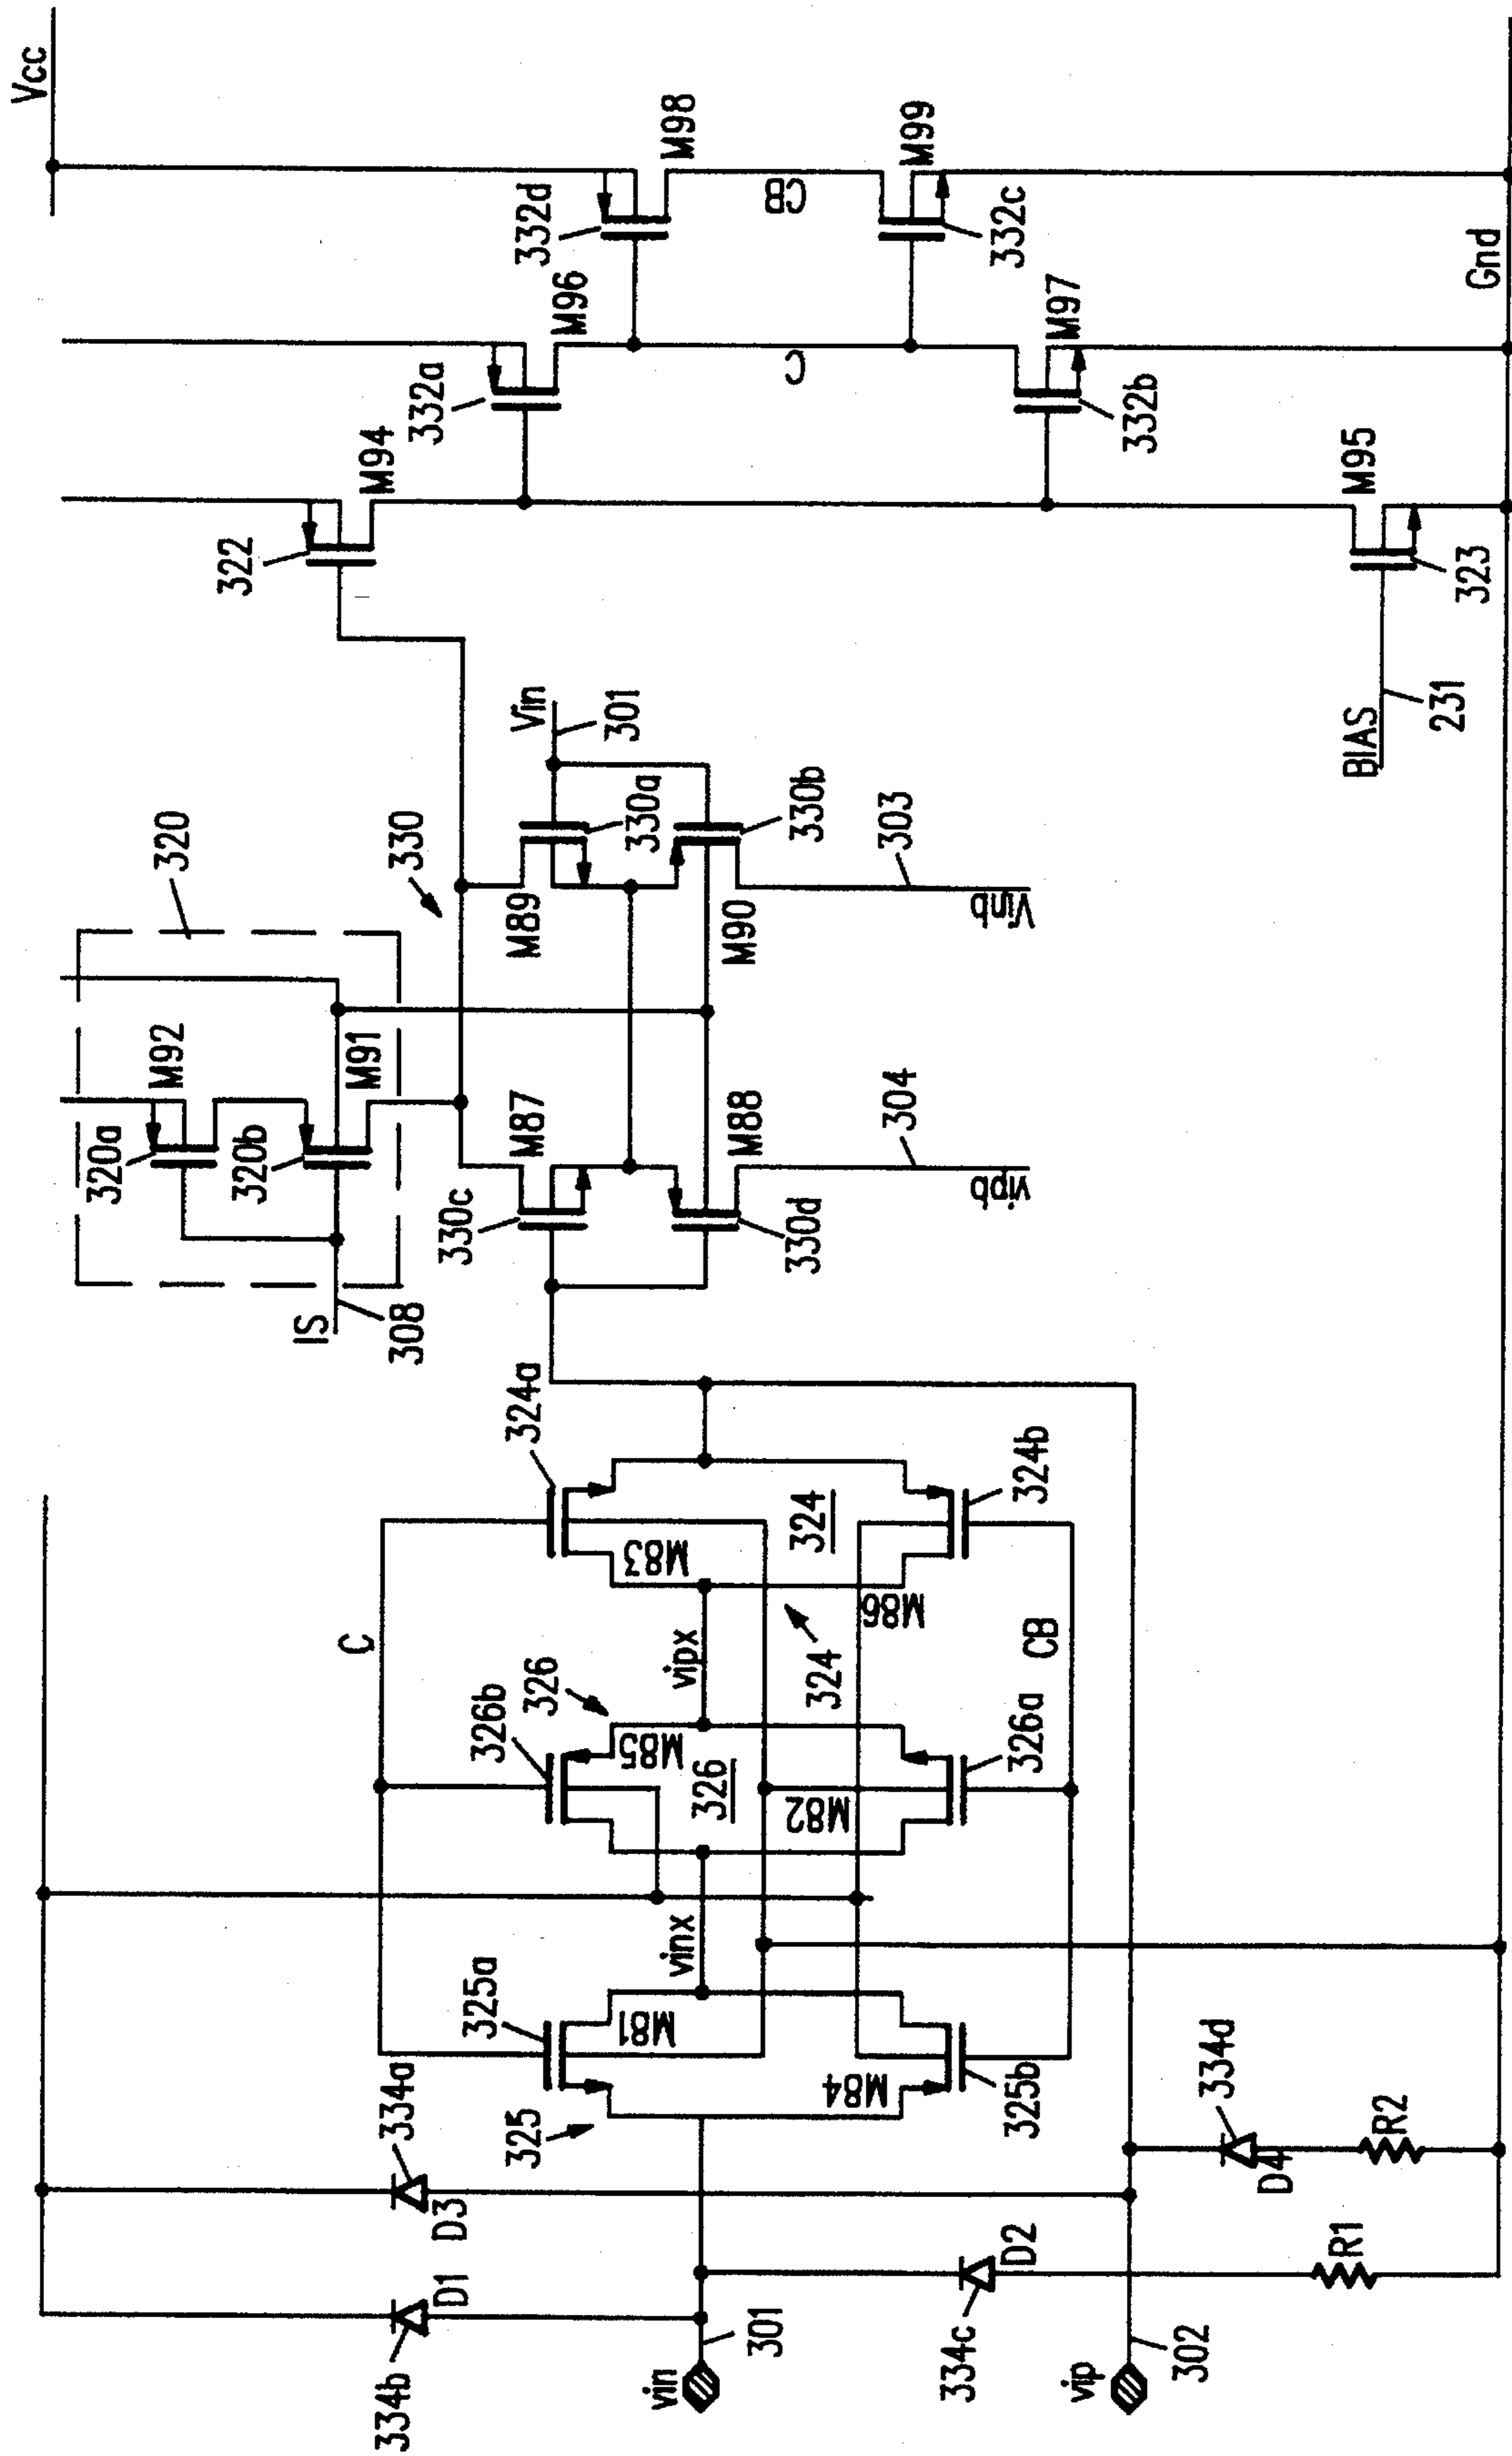 Vcc
332d
M98
CB
M99
332c
Gnd
332a
M96
C
M97
332b
322
M94
M95
323
BIAS
231
Vin
301
330a
330b
303
Vinb
330
M89
M90
320
M92
320a
M91
320b
IS
308
330c
M87
M88
330d
304
vipb
324a
M83
324
324b
M86
C
vipx
324
CB
326
326b
M85
326
M82
326a
vinx
325a
M81
M84
325b
325
334a
D3
334d
D4
R2
334b
D1
D2
334c
R1
vin
301
vip
302